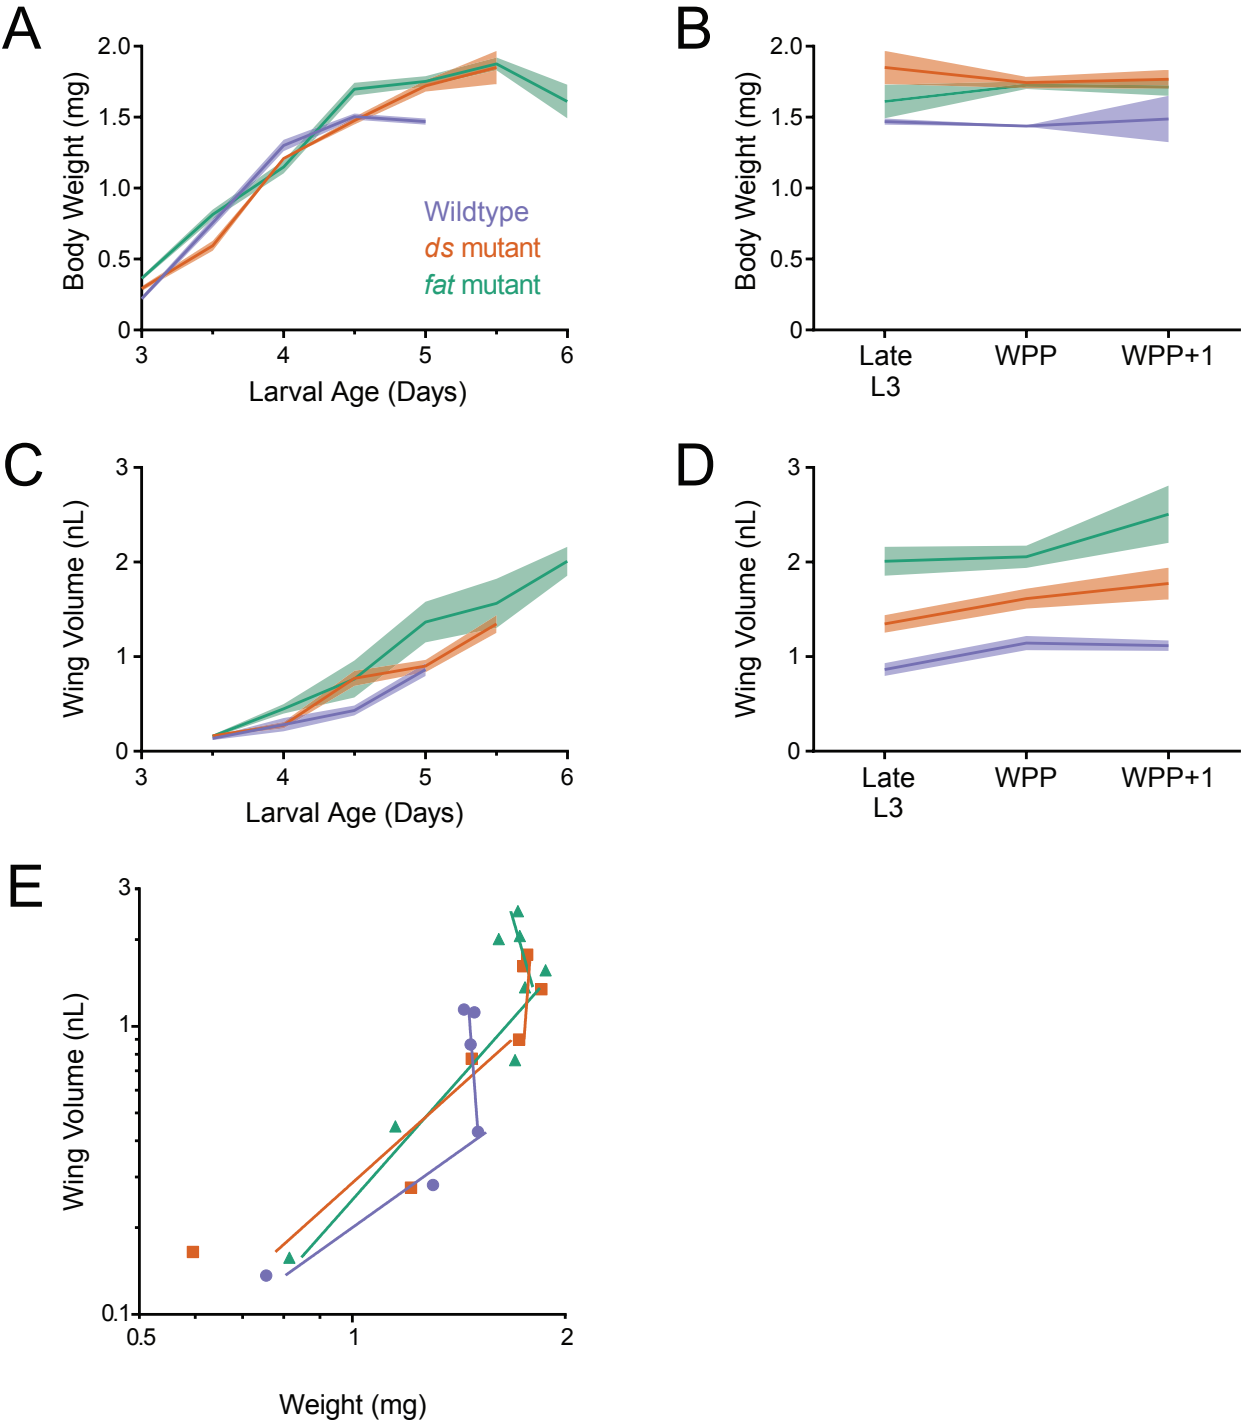 A
2.0
1.5
1.0
0.5
0
Body Weight (mg)
3
4
5
6
Larval Age (Days)
Wildtype
ds mutant
fat mutant
B
2.0
1.5
1.0
0.5
0
Body Weight (mg)
Late
L3
WPP
WPP+1
C
3
2
1
0
Wing Volume (nL)
3
4
5
6
Larval Age (Days)
D
3
2
1
0
Wing Volume (nL)
Late
L3
WPP
WPP+1
E
3
1
0.1
Wing Volume (nL)
0.5
1
2
Weight (mg)